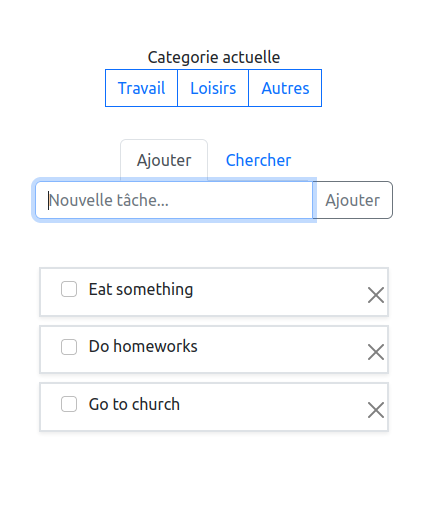 Categorie actuelle
Travail Loisirs Autres
Ajouter Chercher
Nouvelle tâche... Ajouter
Eat something
Do homeworks
Go to church